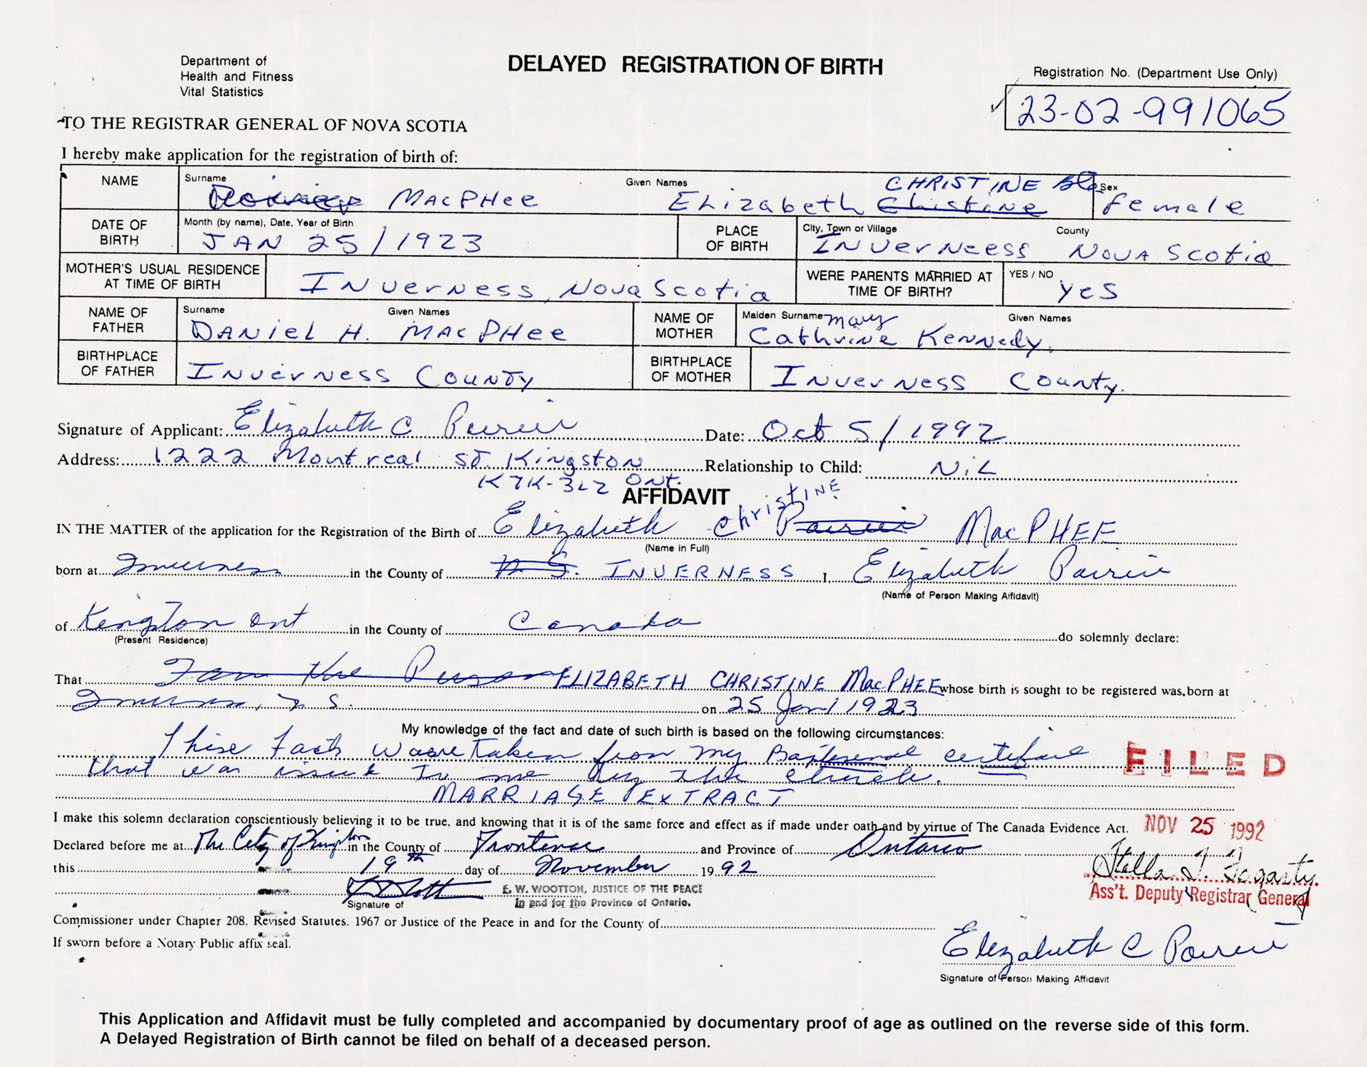 Department of
Health and Fitness
Vital Statistics
DELAYED REGISTRATION OF BIRTH
Registration No. (Department Use Only)
23-02-991065
TO THE REGISTRAR GENERAL OF NOVA SCOTIA
I hereby make application for the registration of birth of:
NAME Surname MacPHee Given Names Elizabeth Christine CHRISTINE Sex female
DATE OF BIRTH Month (by name), Date, Year of Birth JAN 25/1923 PLACE OF BIRTH City, Town or Village Inverneess County Nova Scotia
MOTHER'S USUAL RESIDENCE AT TIME OF BIRTH Inverness, Nova Scotia WERE PARENTS MARRIED AT TIME OF BIRTH? YES / NO yes
NAME OF FATHER Surname Given Names Daniel H. MacPHee NAME OF MOTHER Maiden Surname Given Names mary Cathrine Kennedy.
BIRTHPLACE OF FATHER Inverness County BIRTHPLACE OF MOTHER Inverness County.
Signature of Applicant: Elizabeth C Poirier Date: Oct 5/1992
Address: 1222 Montreal St. Kingston Relationship to Child: NiL
K7K-3L2 Ont.
AFFIDAVIT
IN THE MATTER of the application for the Registration of the Birth of Elizabeth Christine Poirier MacPHEE
(Name in Full)
born at Inverness in the County of N.S. INVERNESS I, Elizabeth Poirier
(Name of Person Making Affidavit)
of Kingston Ont in the County of Canada do solemnly declare:
(Present Residence)
That I am the Person ELIZABETH CHRISTINE MacPHEE whose birth is sought to be registered was, born at
Inverness, N.S. on 25 Jan 1923
My knowledge of the fact and date of such birth is based on the following circumstances:
These facts were taken from my Baptismal certificate
that was issued to me by the church.
MARRIAGE EXTRACT
FILED
I make this solemn declaration conscientiously believing it to be true, and knowing that it is of the same force and effect as if made under oath and by virtue of The Canada Evidence Act.
NOV 25 1992
Declared before me at The City of Kingston in the County of Frontenac and Province of Ontario
this 19th day of November 1992
Stella T. Fogarty
Ass't. Deputy Registrar General
E. W. WOOTTON, JUSTICE OF THE PEACE
In and for the Province of Ontario.
Signature of
Commissioner under Chapter 208. Revised Statutes. 1967 or Justice of the Peace in and for the County of
If sworn before a Notary Public affix seal.
Elizabeth C Poirier
Signature of Person Making Affidavit
This Application and Affidavit must be fully completed and accompanied by documentary proof of age as outlined on the reverse side of this form.
A Delayed Registration of Birth cannot be filed on behalf of a deceased person.